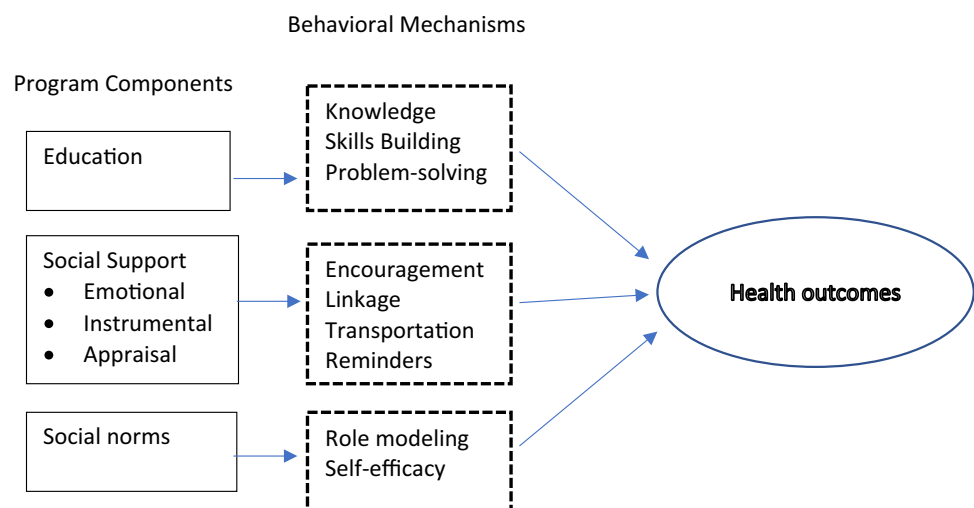 Behavioral Mechanisms
Program Components
Education
Knowledge
Skills Building
Problem-solving
Social Support
• Emotional
• Instrumental
• Appraisal
Encouragement
Linkage
Transportation
Reminders
Social norms
Role modeling
Self-efficacy
Health outcomes